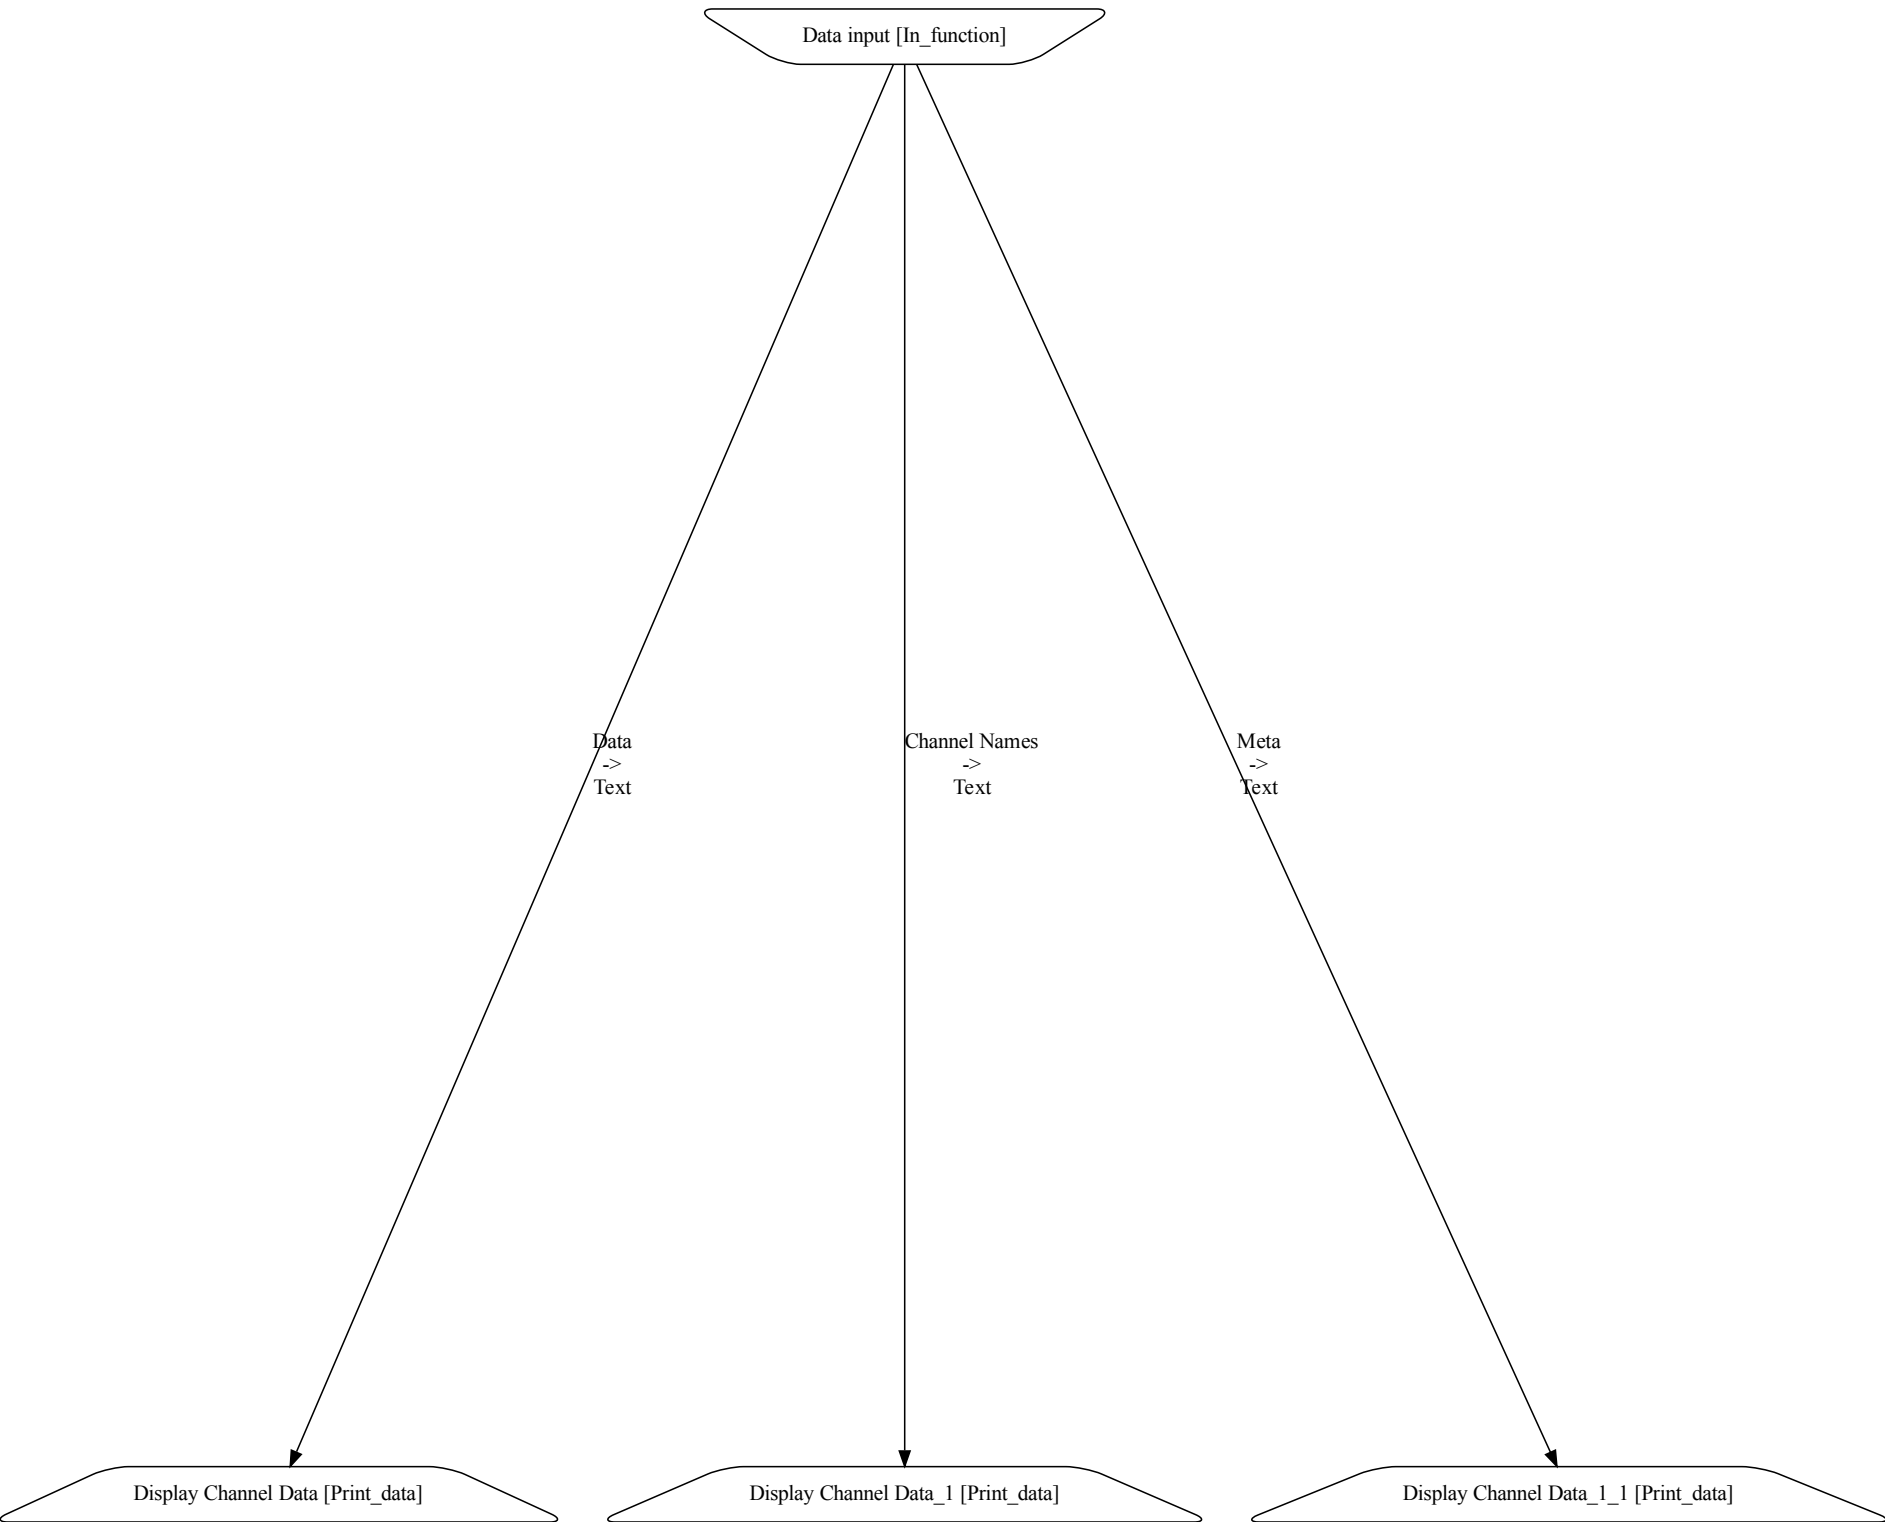 Data input [In_function]
Data
->
Text
Channel Names
->
Text
Meta
->
Text
Display Channel Data [Print_data]
Display Channel Data_1 [Print_data]
Display Channel Data_1_1 [Print_data]